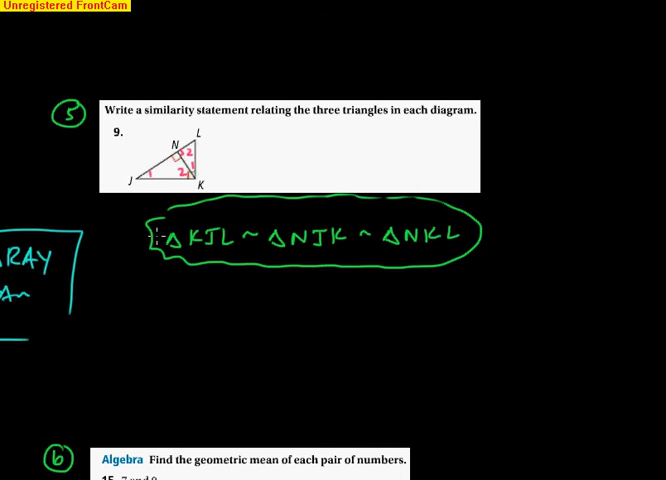 Unregistered FrontCam
5
Write a similarity statement relating the three triangles in each diagram.
9.
L
N
2
1
1
2
J
K
△KJL ~ △NJK ~ △NKL
RAY
6
Algebra Find the geometric mean of each pair of numbers.